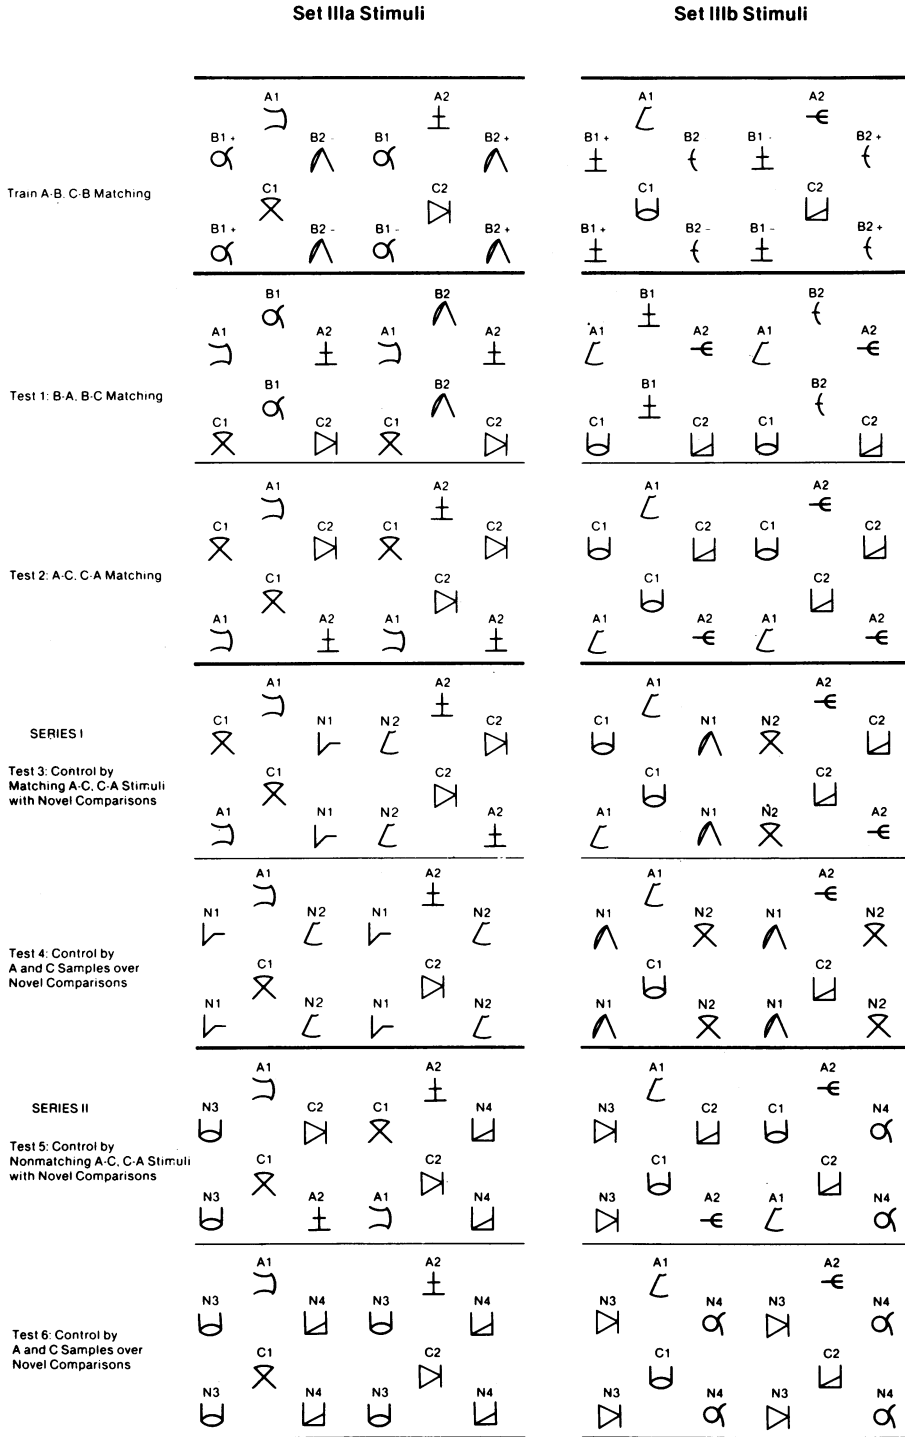 Set IIIa Stimuli Set IIIb Stimuli
A1 A2 A1 A2
B1 + B2 - B1 B2 + B1 + B2 B1 - B2 +
Train A-B, C-B Matching
C1 C2 C1 C2
B1 + B2 - B1 - B2 + B1 + B2 - B1 - B2 +
B1 B2 B1 B2
A1 A2 A1 A2 A1 A2 A1 A2
Test 1: B-A, B-C Matching
B1 B2 B1 B2
C1 C2 C1 C2 C1 C2 C1 C2
A1 A2 A1 A2
C1 C2 C1 C2 C1 C2 C1 C2
Test 2: A-C, C-A Matching
C1 C2 C1 C2
A1 A2 A1 A2 A1 A2 A1 A2
A1 A2 A1 A2
SERIES I
C1 N1 N2 C2 C1 N1 N2 C2
Test 3: Control by
Matching A-C, C-A Stimuli
with Novel Comparisons
C1 C2 C1 C2
A1 N1 N2 A2 A1 N1 N2 A2
A1 A2 A1 A2
N1 N2 N1 N2 N1 N2 N1 N2
Test 4: Control by
A and C Samples over
Novel Comparisons
C1 C2 C1 C2
N1 N2 N1 N2 N1 N2 N1 N2
A1 A2 A1 A2
SERIES II
N3 C2 C1 N4 N3 C2 C1 N4
Test 5: Control by
Nonmatching A-C, C-A Stimuli
with Novel Comparisons
C1 C2 C1 C2
N3 A2 A1 N4 N3 A2 A1 N4
A1 A2 A1 A2
N3 N4 N3 N4 N3 N4 N3 N4
Test 6: Control by
A and C Samples over
Novel Comparisons
C1 C2 C1 C2
N3 N4 N3 N4 N3 N4 N3 N4